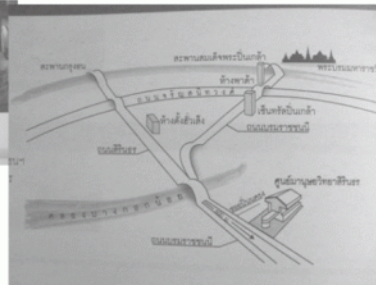 สะพานสมเด็จพระปิ่นเกล้า
สะพานกรุงธน
ห้างพาต้า
พระบรมมหาราชวัง
ถนนจรัญสนิทวงศ์
เซ็นทรัลปิ่นเกล้า
ห้างตั้งฮั่วเส็ง
ถนนบรมราชชนนี
ถนนสิรินธร
ศูนย์มานุษยวิทยาสิรินธร
คลองบางกอกน้อย
ถนนบรมราชชนนี